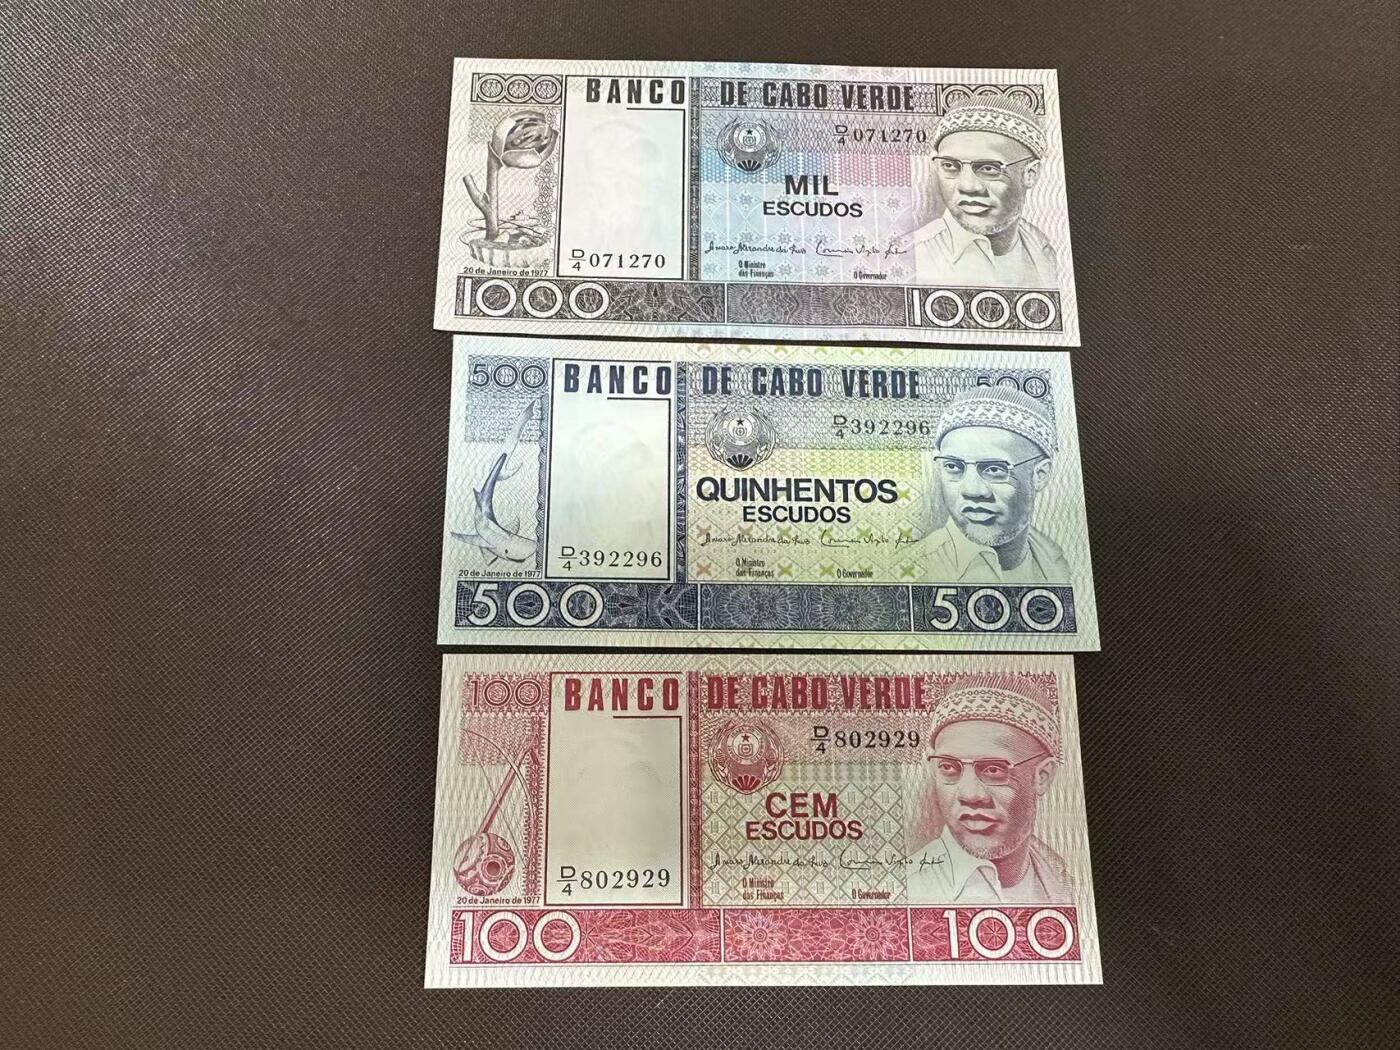 1000 BANCO DE CABO VERDE 1000
D/4 071270
MIL
ESCUDOS
D/4 071270
O Ministro das Finanças
O Governador
20 de Janeiro de 1977
1000 1000
500 BANCO DE CABO VERDE 500
D/4 392296
QUINHENTOS
ESCUDOS
D/4 392296
O Ministro das Finanças
O Governador
20 de Janeiro de 1977
500 500
100 BANCO DE CABO VERDE
D/4 802929
CEM
ESCUDOS
D/4 802929
O Ministro das Finanças
O Governador
20 de Janeiro de 1977
100 100